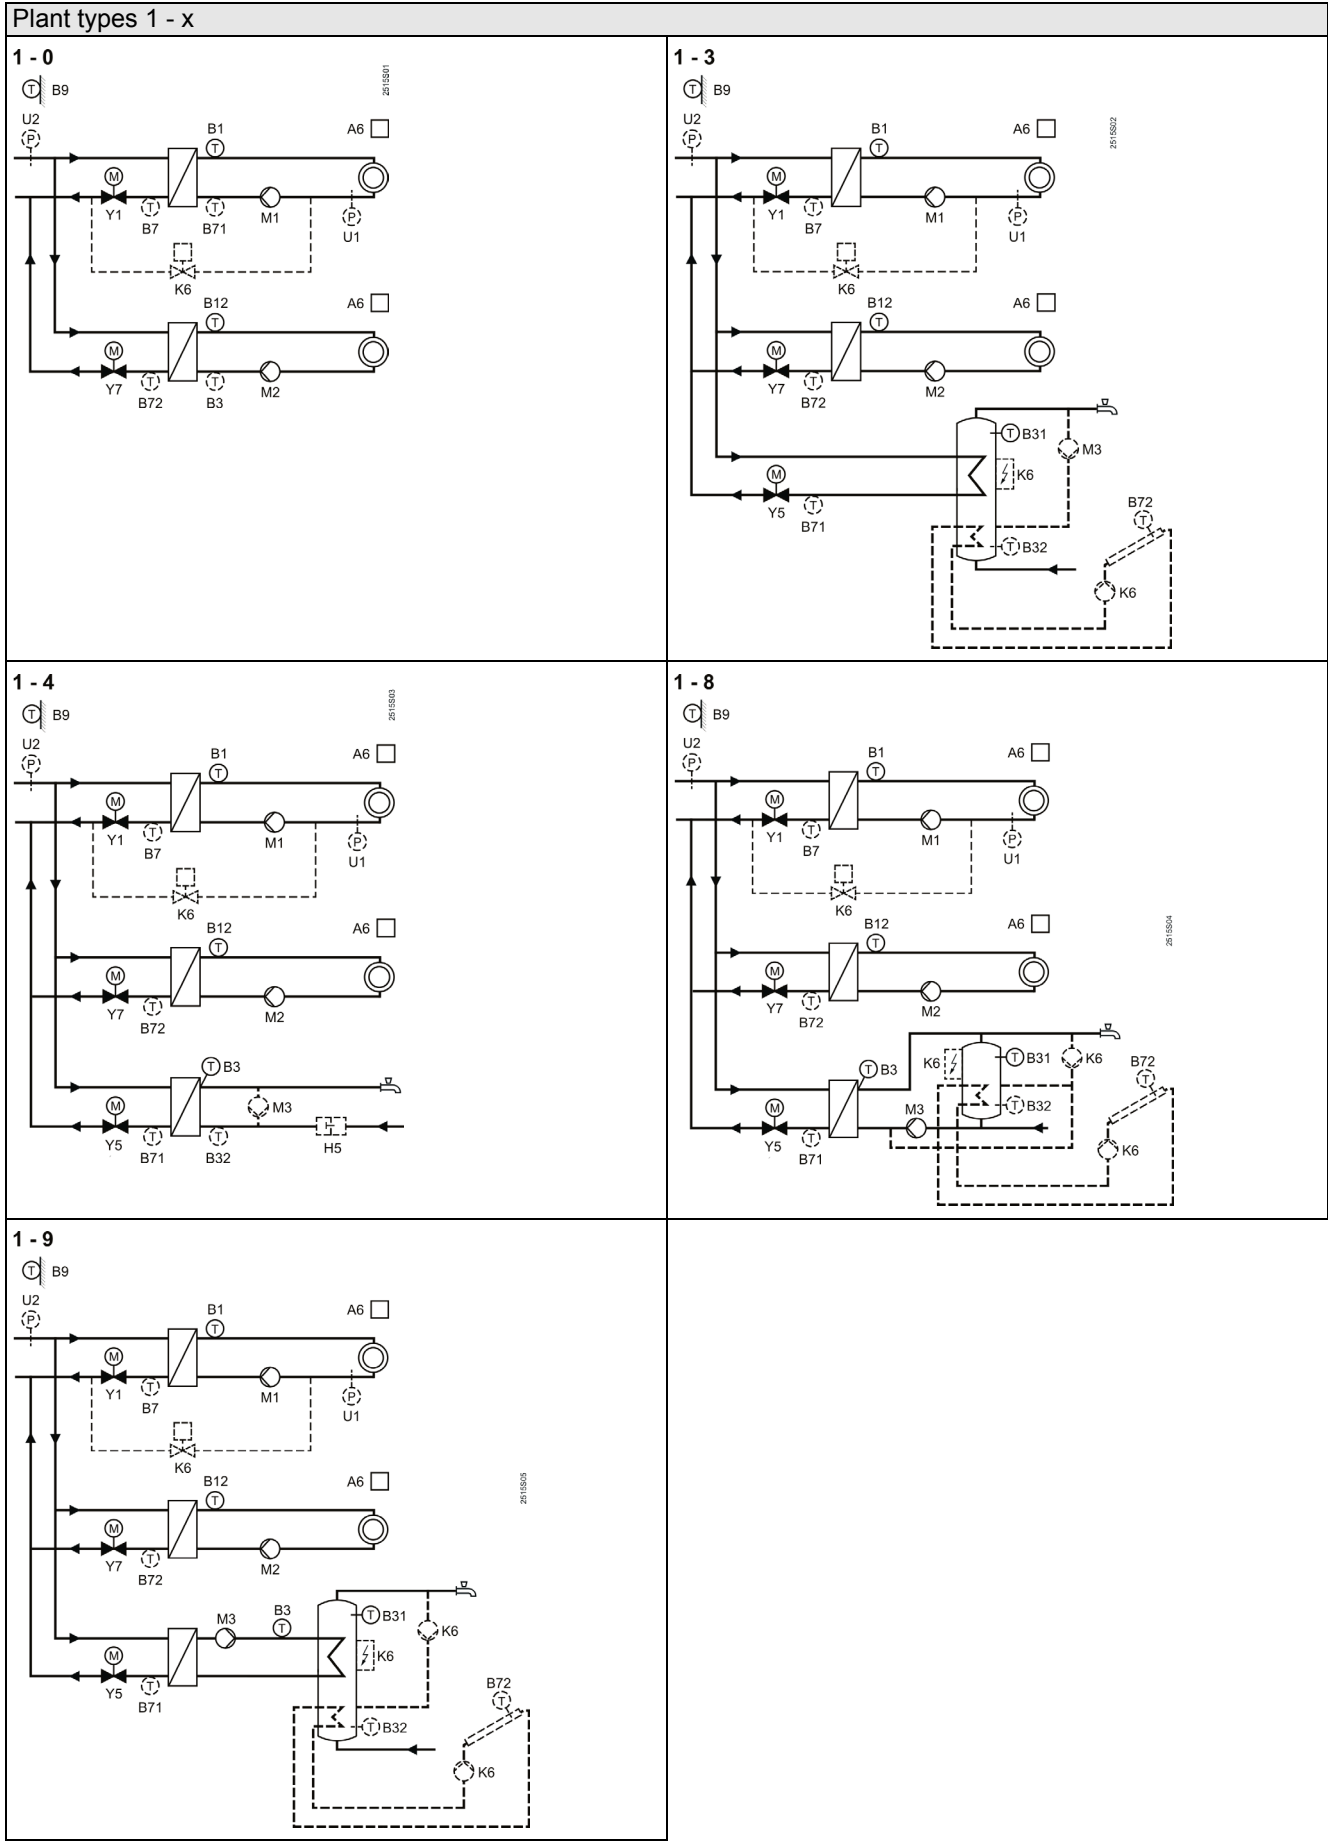 Plant types 1 - x
1 - 0
2515S01
T B9
U2
P
B1
T
A6
M
Y1
T
B7
T
B71
M1
P
U1
K6
B12
T
A6
M
Y7
T
B72
T
B3
M2
1 - 3
2515S02
T B9
U2
P
B1
T
A6
M
Y1
T
B7
M1
P
U1
K6
B12
T
A6
M
Y7
T
B72
M2
T B31
M3
K6
M
Y5
T
B71
B72
T
T B32
K6
1 - 4
2515S03
T B9
U2
P
B1
T
A6
M
Y1
T
B7
M1
P
U1
K6
B12
T
A6
M
Y7
T
B72
M2
T B3
M3
M
Y5
T
B71
T
B32
H5
1 - 8
T B9
U2
P
B1
T
A6
M
Y1
T
B7
M1
P
U1
K6
2515S04
B12
T
A6
M
Y7
T
B72
M2
T B3
K6
T B31
K6
B72
T
M
Y5
T
B71
M3
T B32
K6
1 - 9
T B9
U2
P
B1
T
A6
M
Y1
T
B7
M1
P
U1
K6
2515S05
B12
T
A6
M
Y7
T
B72
M2
M3
B3
T
T B31
K6
K6
M
Y5
T
B71
B72
T
T B32
K6